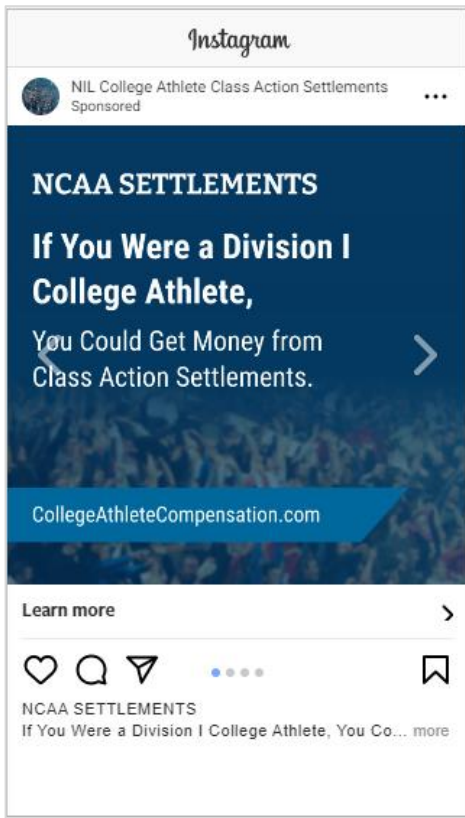 Instagram
NIL College Athlete Class Action Settlements
Sponsored
NCAA SETTLEMENTS
If You Were a Division I
College Athlete,
You Could Get Money from
Class Action Settlements.
CollegeAthleteCompensation.com
Learn more
NCAA SETTLEMENTS
If You Were a Division I College Athlete, You Co... more